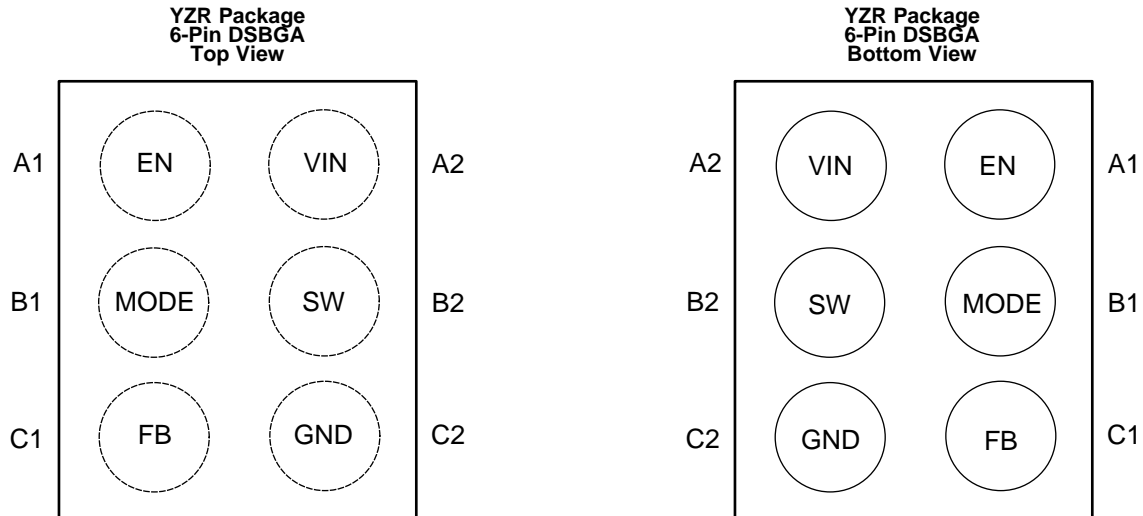 YZR Package
6-Pin DSBGA
Top View
A1 EN VIN A2
B1 MODE SW B2
C1 FB GND C2
YZR Package
6-Pin DSBGA
Bottom View
A2 VIN EN A1
B2 SW MODE B1
C2 GND FB C1